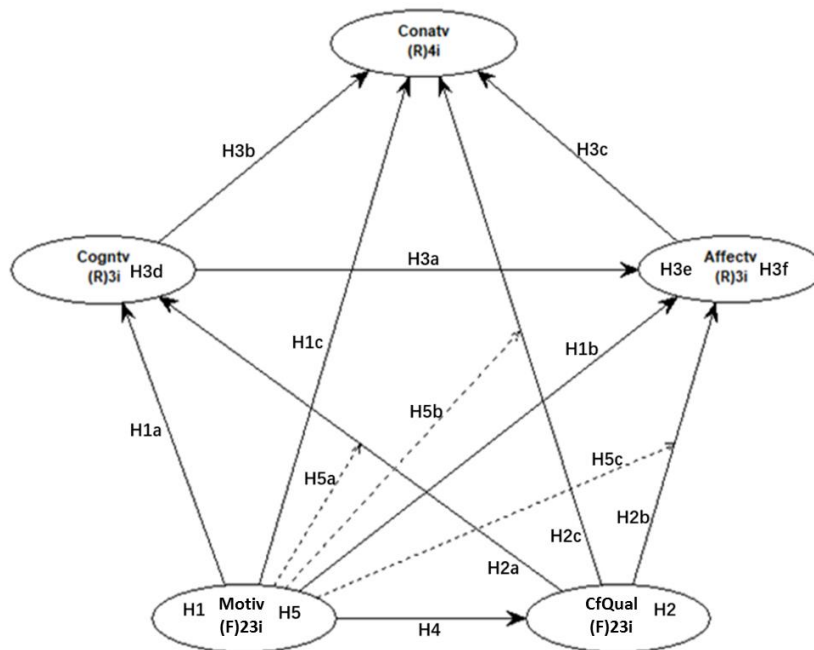 Conatv
(R)4i
H3b
H3c
Cogntv
(R)3i
H3d
H3a
H3e
Affectv
(R)3i
H3f
H1c
H1b
H5b
H1a
H5a
H5c
H2b
H2c
H2a
H1
Motiv
(F)23i
H5
H4
CfQual
(F)23i
H2